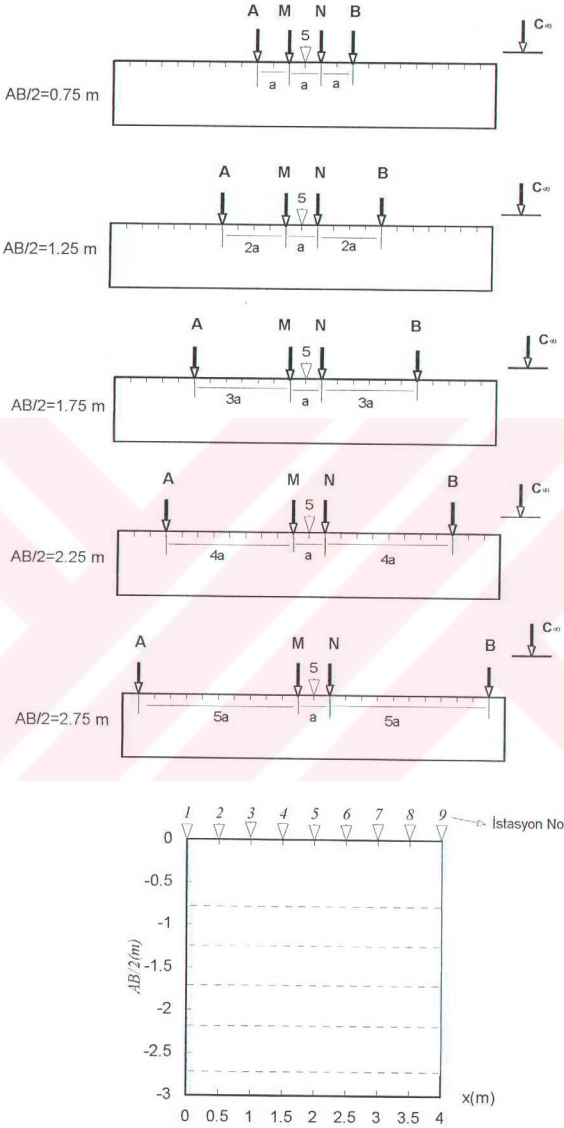 A M N B C∞
5
a a a
AB/2=0.75 m
A M N B C∞
5
2a a 2a
AB/2=1.25 m
A M N B C∞
5
3a a 3a
AB/2=1.75 m
A M N B C∞
5
4a a 4a
AB/2=2.25 m
A M N B C∞
5
5a a 5a
AB/2=2.75 m
1 2 3 4 5 6 7 8 9 İstasyon No
0
-0.5
-1
-1.5
-2
-2.5
-3
AB/2(m)
x(m)
0 0.5 1 1.5 2 2.5 3 3.5 4